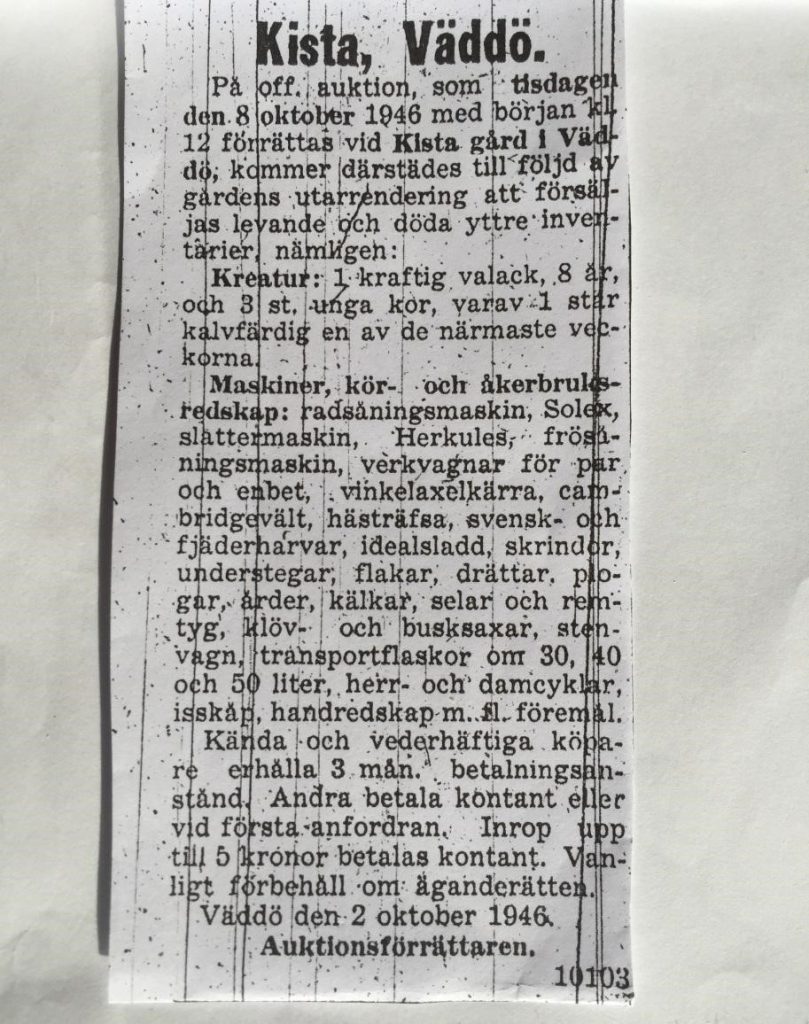 Kista, Väddö.
På off. auktion, som tisdagen
den 8 oktober 1946 med början kl.
12 förrättas vid Kista gård i Väd-
dö, kommer därstädes till följd av
gårdens utarrendering att försäl-
jas levande och döda yttre inven-
tarier, nämligen:
Kreatur: 1 kraftig valack, 8 år,
och 3 st. unga kor, varav 1 står
kalvfärdig en av de närmaste vec-
korna.
Maskiner, kör- och åkerbruks-
redskap: radsåningsmaskin, Solex,
slåttermaskin, Herkules, fröså-
ningsmaskin, verkvagnar för par
och enbet, vinkelaxelkärra, cam-
bridgevält, hästräfsa, svensk- och
fjäderharvar, idealsladd, skrindor,
understegar, flakar, drättar, plo-
gar, årder, kälkar, selar och rem-
tyg, klöv- och busksaxar, sten-
vagn, transportflaskor om 30, 40
och 50 liter, herr- och damcyklar,
isskåp, handredskap m. fl. föremål.
Kända och vederhäftiga köpa-
re erhålla 3 mån. betalningsan-
stånd. Andra betala kontant eller
vid första anfordran. Inrop upp
till 5 kronor betalas kontant. Van-
ligt förbehåll om äganderätten.
Väddö den 2 oktober 1946.
Auktionsförrättaren.
10103